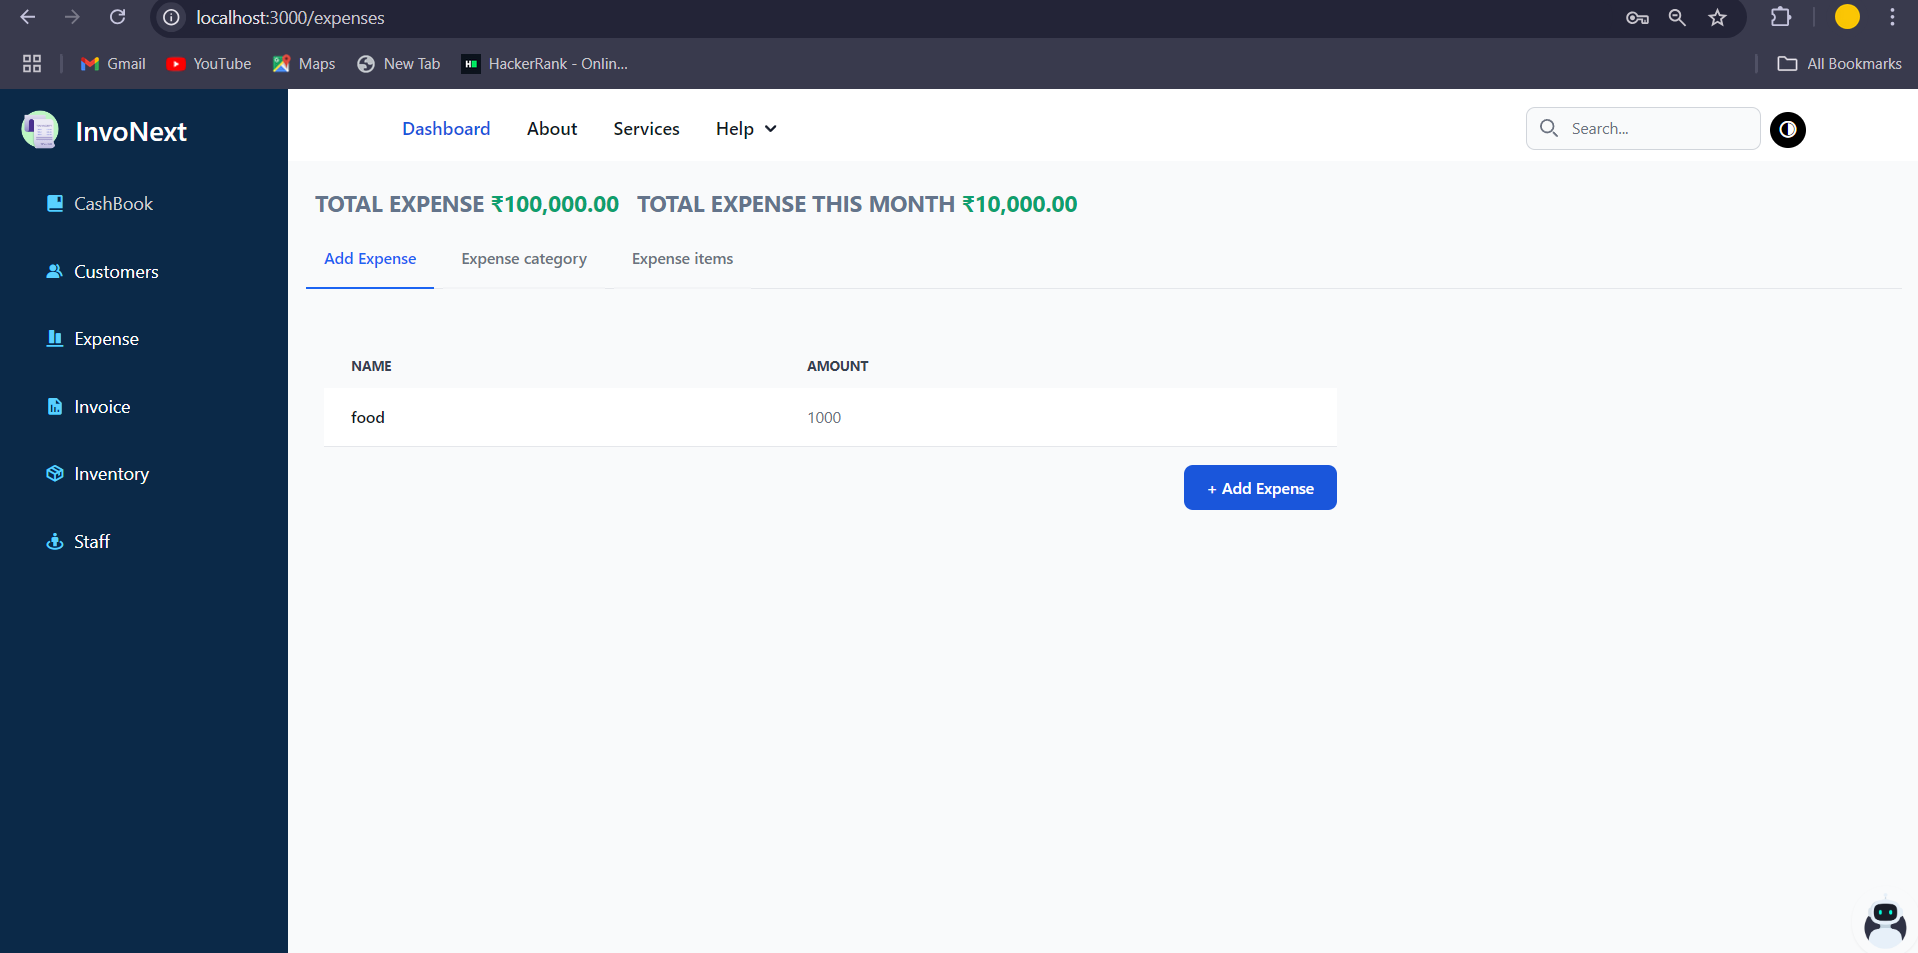 localhost:3000/expenses
Gmail YouTube Maps New Tab HackerRank - Onlin... All Bookmarks
InvoNext
Dashboard About Services Help Search...
CashBook
Customers
Expense
Invoice
Inventory
Staff
TOTAL EXPENSE ₹100,000.00 TOTAL EXPENSE THIS MONTH ₹10,000.00
Add Expense Expense category Expense items
NAME AMOUNT
food 1000
+ Add Expense